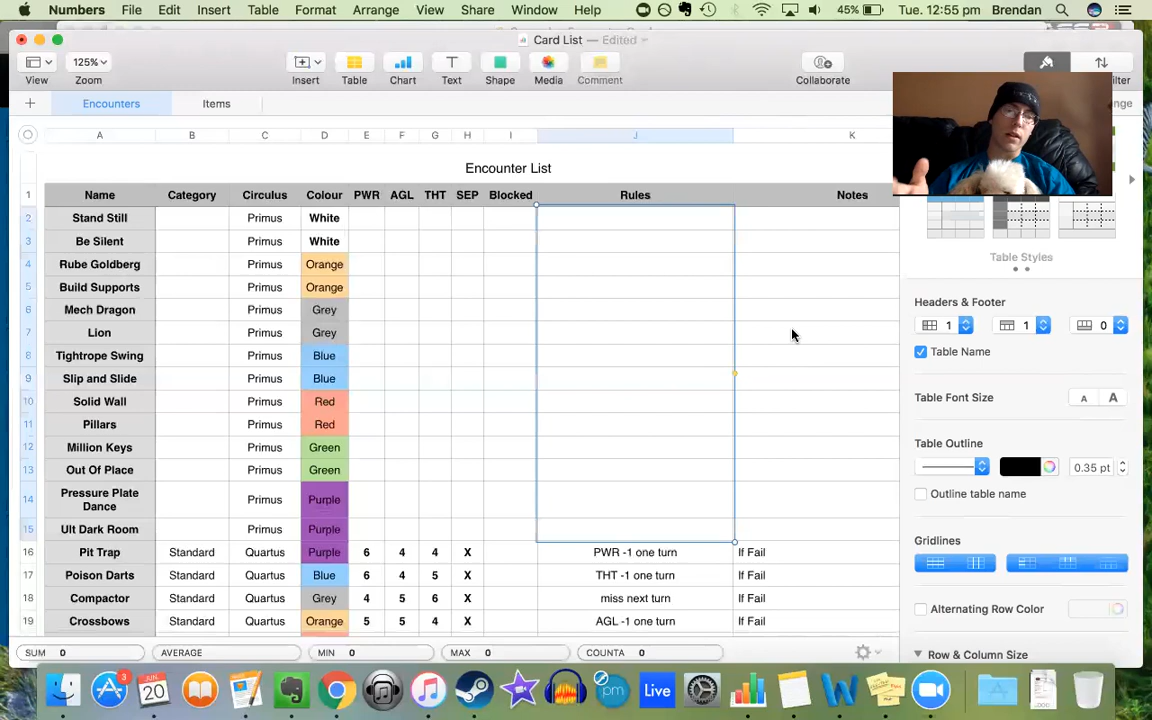 Numbers File Edit Insert Table Format Arrange View Share Window Help 45% Tue. 12:55 pm Brendan
Card List — Edited
125%
View Zoom Insert Table Chart Text Shape Media Comment Collaborate
+ Encounters Items
A B C D E F G H I J K
Encounter List
1 Name Category Circulus Colour PWR AGL THT SEP Blocked Rules Notes
2 Stand Still Primus White
3 Be Silent Primus White
4 Rube Goldberg Primus Orange
5 Build Supports Primus Orange
6 Mech Dragon Primus Grey
7 Lion Primus Grey
8 Tightrope Swing Primus Blue
9 Slip and Slide Primus Blue
10 Solid Wall Primus Red
11 Pillars Primus Red
12 Million Keys Primus Green
13 Out Of Place Primus Green
14 Pressure Plate Dance Primus Purple
15 Ult Dark Room Primus Purple
16 Pit Trap Standard Quartus Purple 6 4 4 X PWR -1 one turn If Fail
17 Poison Darts Standard Quartus Blue 6 4 5 X THT -1 one turn If Fail
18 Compactor Standard Quartus Grey 4 5 6 X miss next turn If Fail
19 Crossbows Standard Quartus Orange 5 5 4 X AGL -1 one turn If Fail
SUM 0 AVERAGE MIN 0 MAX 0 COUNTA 0
Table Styles
Headers & Footer
1 1 0
Table Name
Table Font Size A A
Table Outline
0.35 pt
Outline table name
Gridlines
Alternating Row Color
Row & Column Size
3
JUN.
20
pm
Live